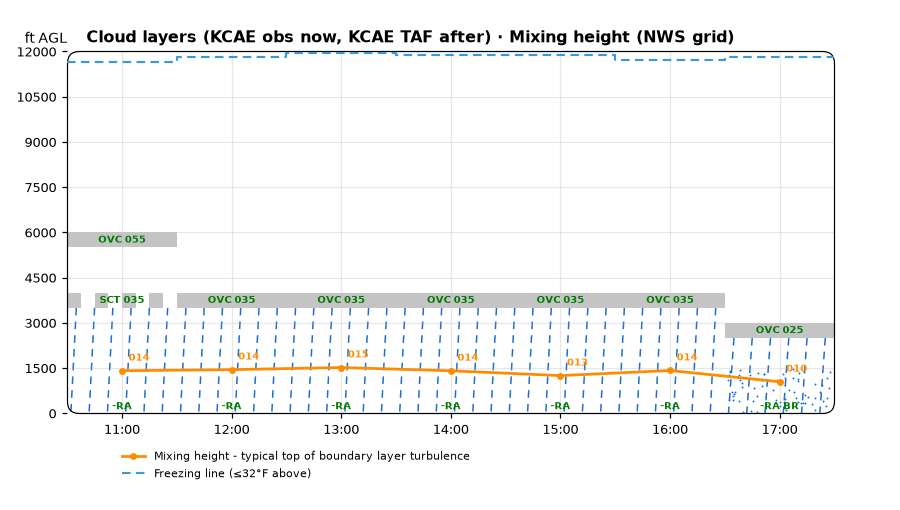 ft AGL
Cloud layers (KCAE obs now, KCAE TAF after) · Mixing height (NWS grid)
12000
10500
9000
7500
6000
4500
3000
1500
0
OVC 055
SCT 035 OVC 035 OVC 035 OVC 035 OVC 035 OVC 035
OVC 025
014 014 015 014 013 014 010
-RA -RA -RA -RA -RA -RA -RA BR
11:00 12:00 13:00 14:00 15:00 16:00 17:00
Mixing height - typical top of boundary layer turbulence
Freezing line (≤32°F above)